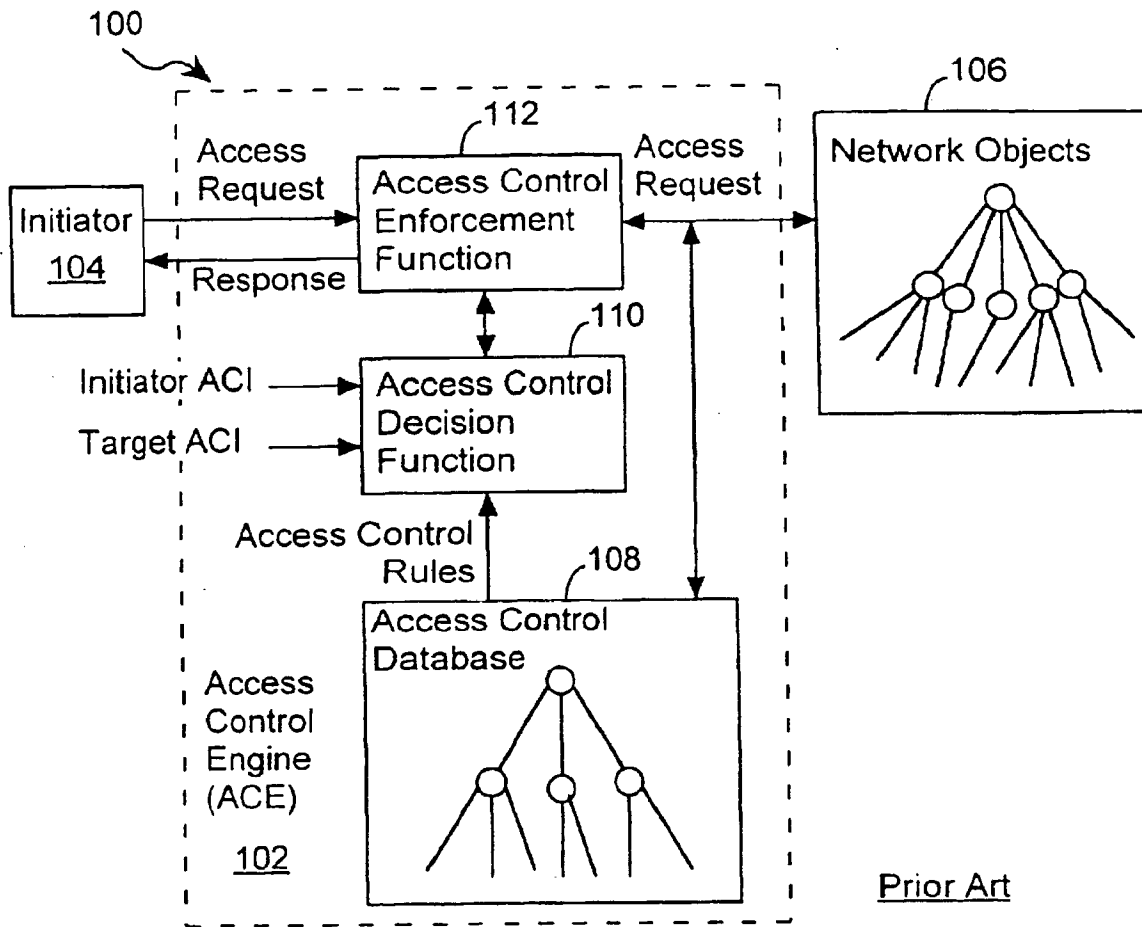 100
106
112
Access
Request
Access Control
Enforcement
Function
Access
Request
Network Objects
Initiator
104
Response
110
Initiator ACI
Target ACI
Access Control
Decision
Function
Access Control
Rules
108
Access Control
Database
Access
Control
Engine
(ACE)
102
Prior Art